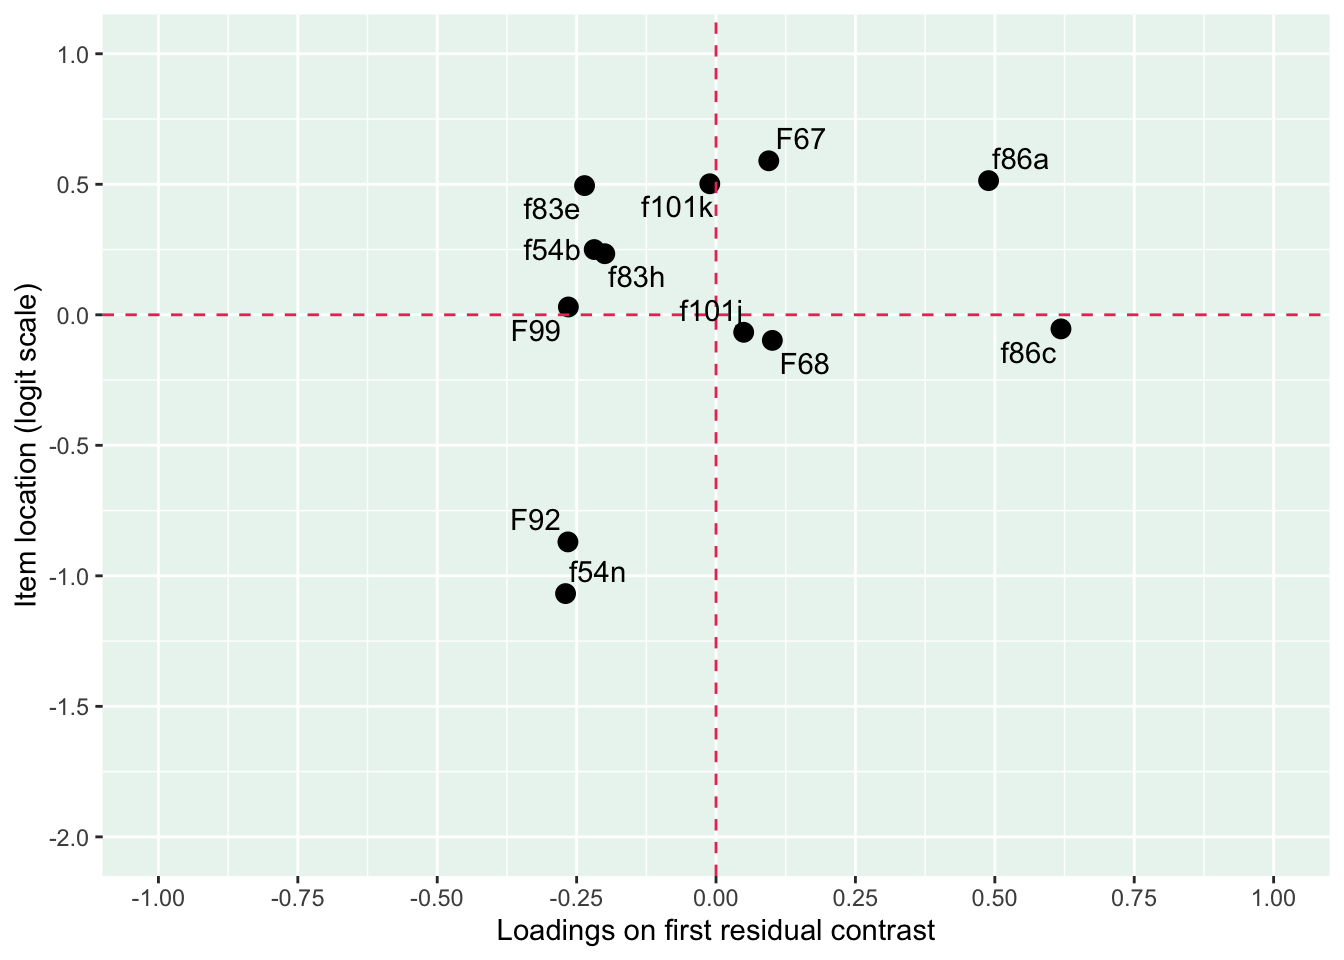 1.0
0.5
0.0
-0.5
-1.0
-1.5
-2.0
Item location (logit scale)
F67
f86a
f83e
f101k
f54b
f83h
F99
f101j
F68
f86c
F92
f54n
-1.00
-0.75
-0.50
-0.25
0.00
0.25
0.50
0.75
1.00
Loadings on first residual contrast